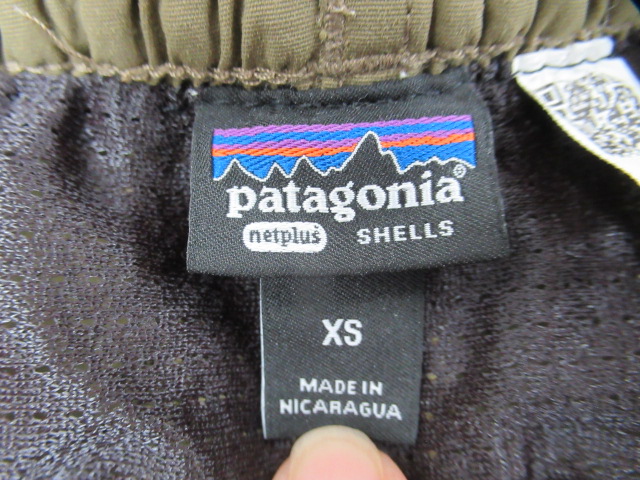 patagonia®
netplus®
SHELLS
XS
MADE IN
NICARAGUA